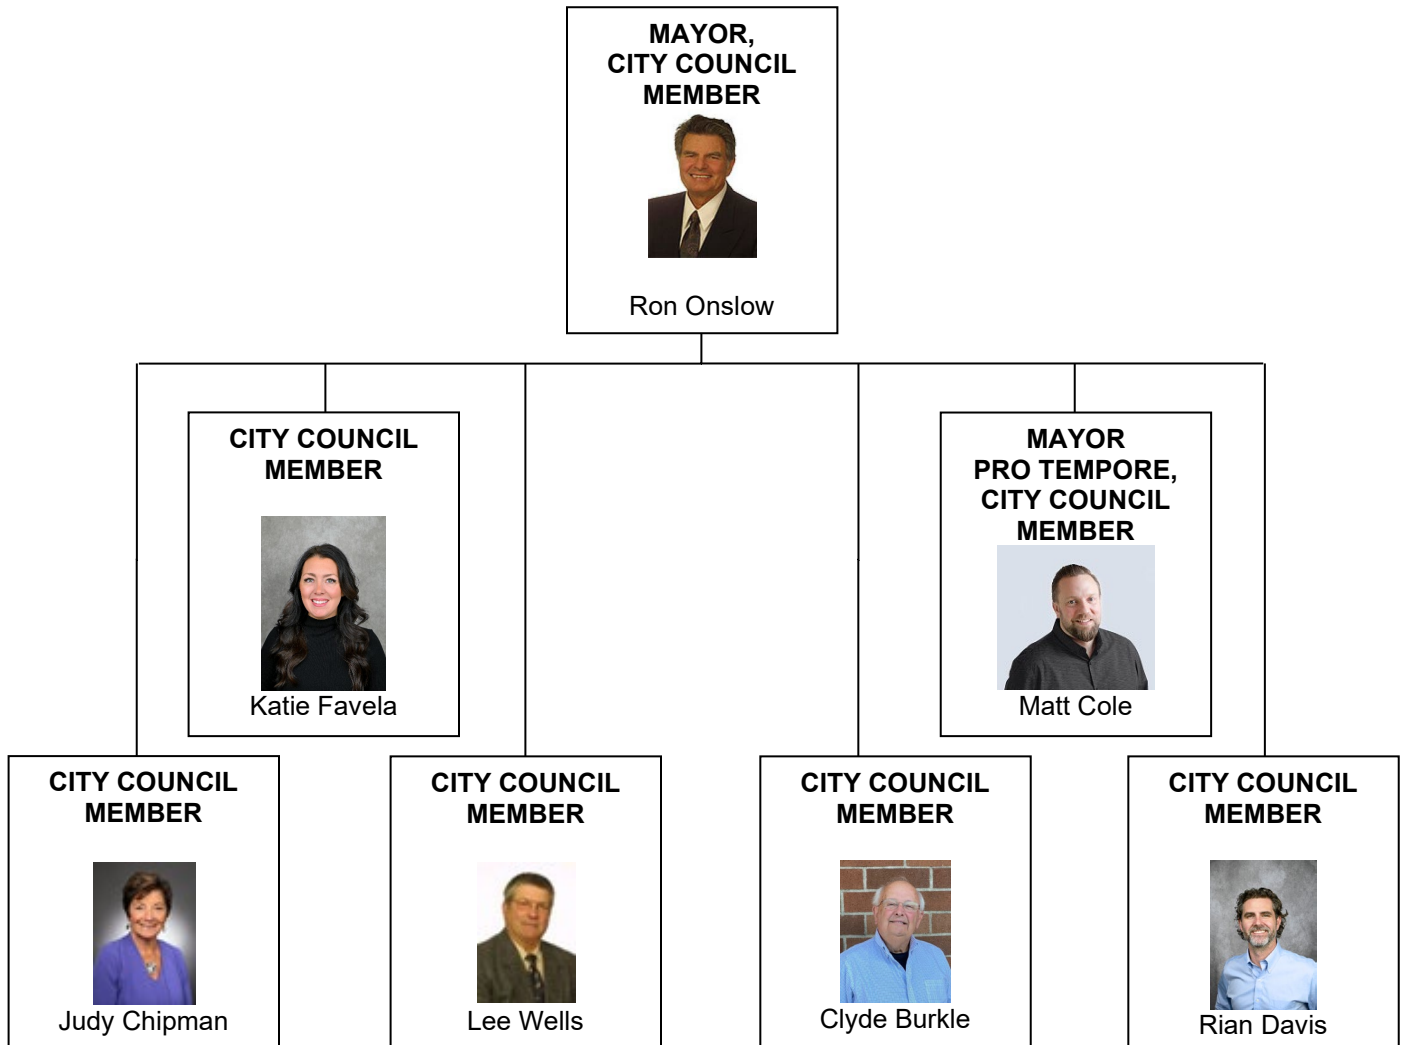 MAYOR,
CITY COUNCIL
MEMBER
Ron Onslow
CITY COUNCIL
MEMBER
Katie Favela
MAYOR
PRO TEMPORE,
CITY COUNCIL
MEMBER
Matt Cole
CITY COUNCIL
MEMBER
Judy Chipman
CITY COUNCIL
MEMBER
Lee Wells
CITY COUNCIL
MEMBER
Clyde Burkle
CITY COUNCIL
MEMBER
Rian Davis